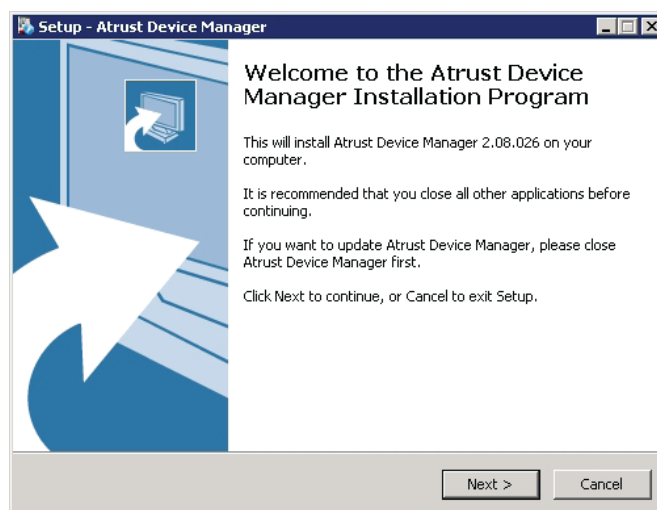 Setup - Atrust Device Manager
Welcome to the Atrust Device
Manager Installation Program
This will install Atrust Device Manager 2.08.026 on your
computer.
It is recommended that you close all other applications before
continuing.
If you want to update Atrust Device Manager, please close
Atrust Device Manager first.
Click Next to continue, or Cancel to exit Setup.
Next >
Cancel